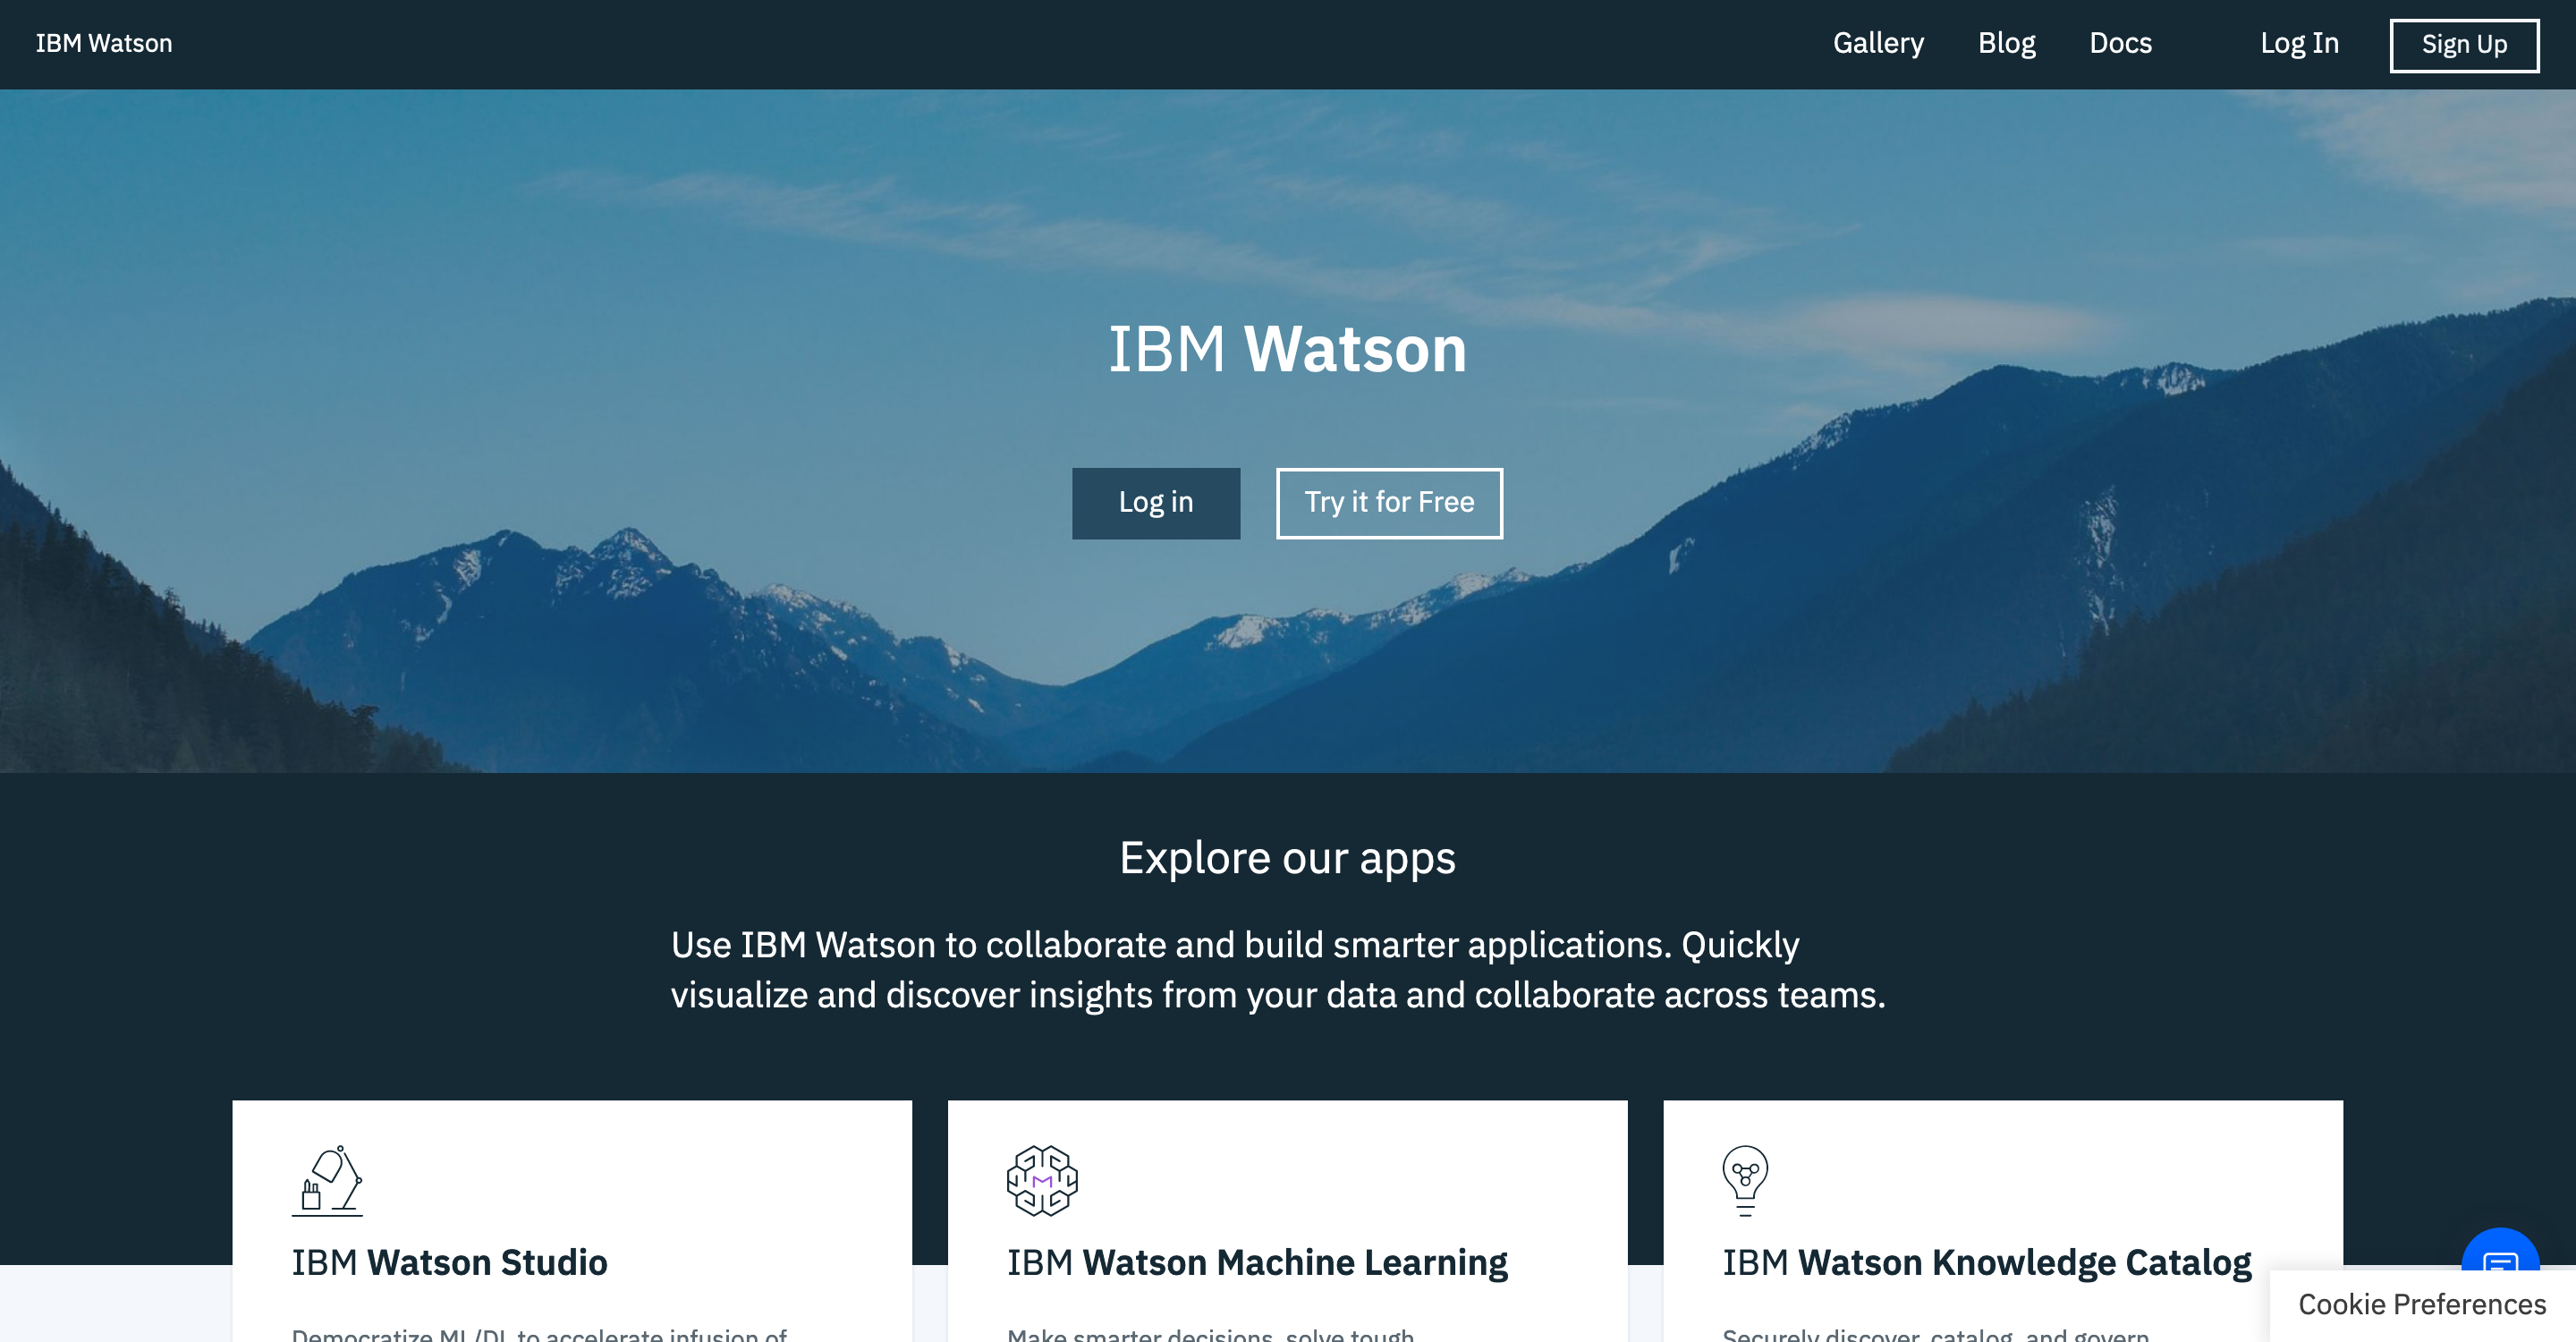 IBM Watson
Gallery
Blog
Docs
Log In
Sign Up
IBM Watson
Log in
Try it for Free
Explore our apps
Use IBM Watson to collaborate and build smarter applications. Quickly
visualize and discover insights from your data and collaborate across teams.
IBM Watson Studio
Democratize ML/DL to accelerate infusion of
IBM Watson Machine Learning
Make smarter decisions, solve tough
IBM Watson Knowledge Catalog
Securely discover, catalog, and govern
Cookie Preferences